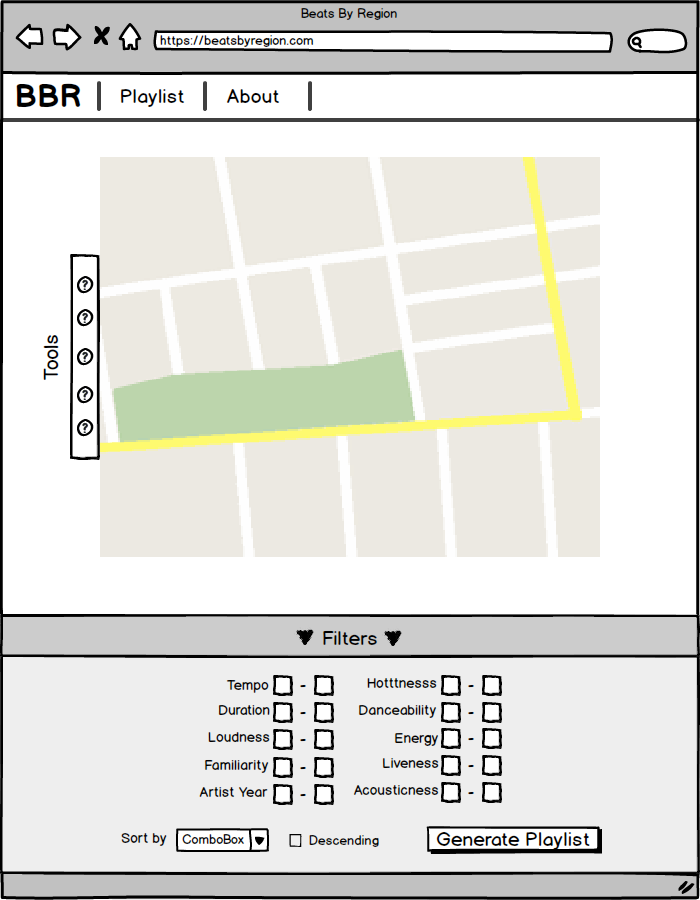 Beats By Region
https://beatsbyregion.com
BBR Playlist About
?
?
Tools
?
?
?
Filters
Tempo - Hotttnesss -
Duration - Danceability -
Loudness - Energy -
Familiarity - Liveness -
Artist Year - Acousticness -
Sort by ComboBox Descending Generate Playlist